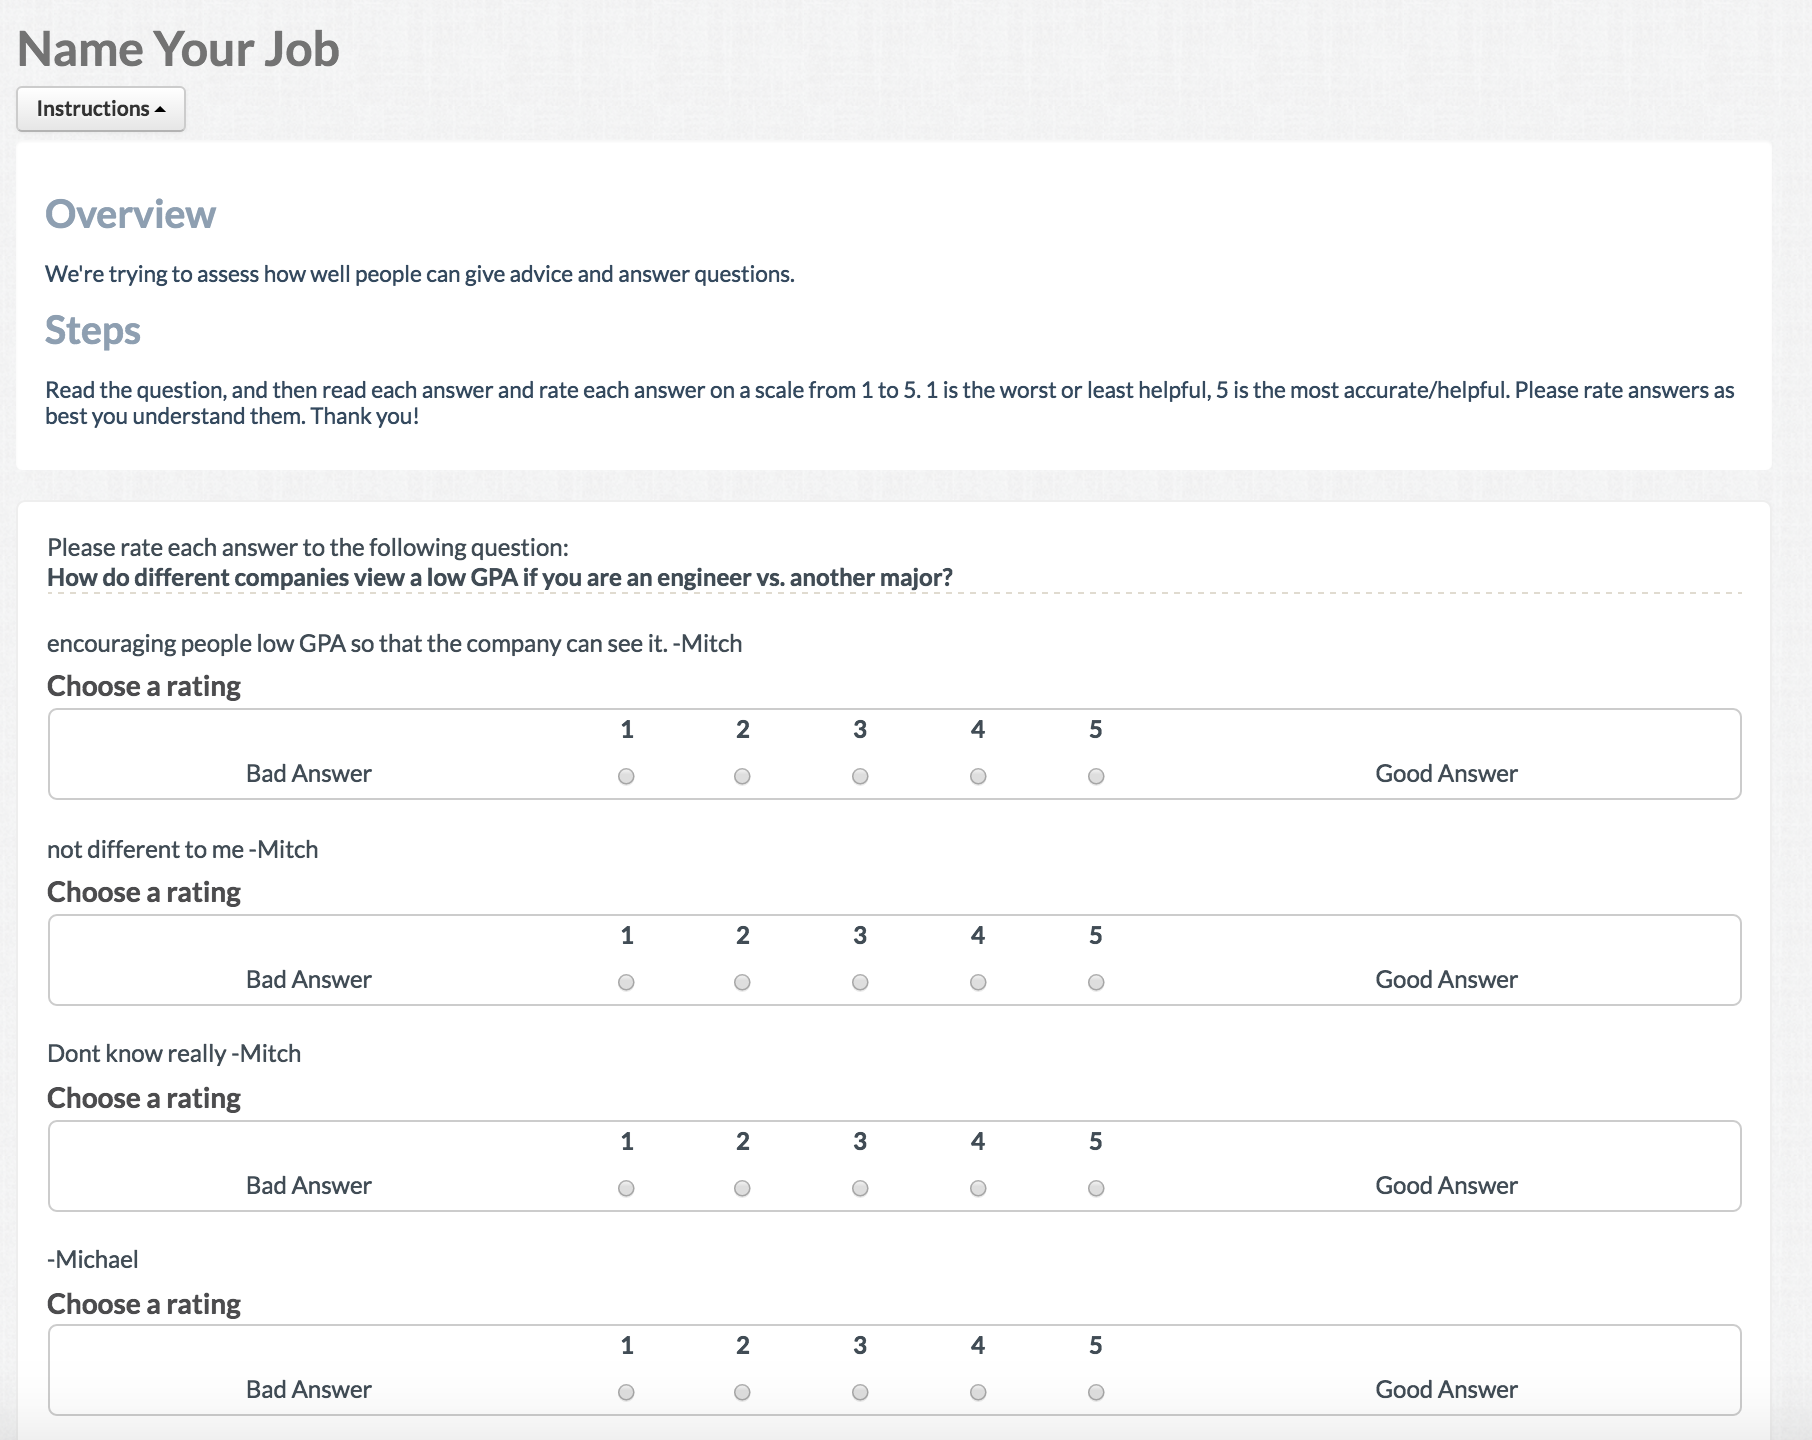 Name Your Job
Instructions
Overview
We're trying to assess how well people can give advice and answer questions.
Steps
Read the question, and then read each answer and rate each answer on a scale from 1 to 5. 1 is the worst or least helpful, 5 is the most accurate/helpful. Please rate answers as
best you understand them. Thank you!
Please rate each answer to the following question:
How do different companies view a low GPA if you are an engineer vs. another major?
encouraging people low GPA so that the company can see it. -Mitch
Choose a rating
1 2 3 4 5
Bad Answer Good Answer
not different to me -Mitch
Choose a rating
1 2 3 4 5
Bad Answer Good Answer
Dont know really -Mitch
Choose a rating
1 2 3 4 5
Bad Answer Good Answer
-Michael
Choose a rating
1 2 3 4 5
Bad Answer Good Answer